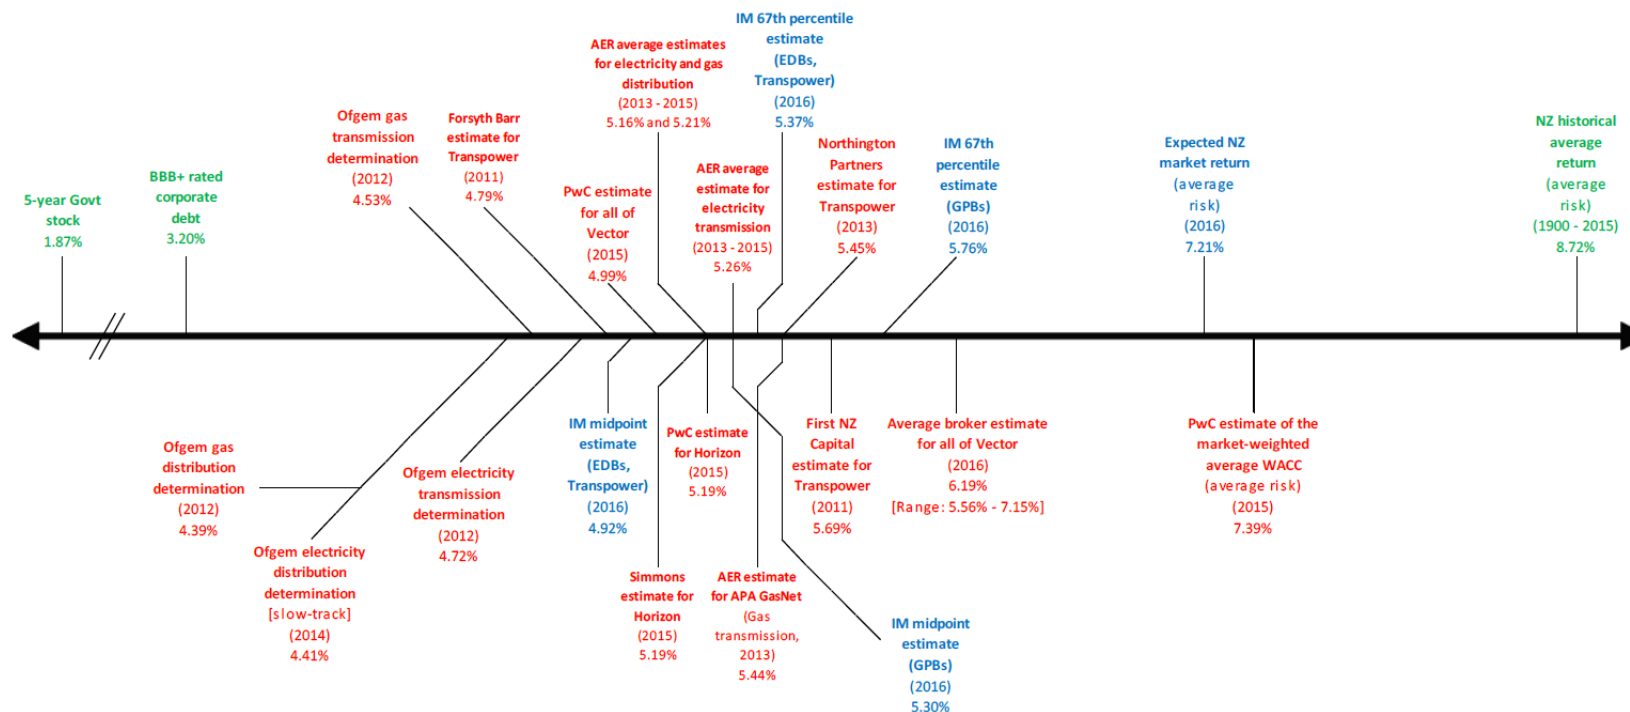 5-year Govt
stock
1.87%
BBB+ rated
corporate
debt
3.20%
Ofgem gas
transmission
determination
(2012)
4.53%
Forsyth Barr
estimate for
Transpower
(2011)
4.79%
PwC estimate
for all of
Vector
(2015)
4.99%
AER average estimates
for electricity and gas
distribution
(2013 - 2015)
5.16% and 5.21%
AER average
estimate for
electricity
transmission
(2013 - 2015)
5.26%
IM 67th percentile
estimate
(EDBs,
Transpower)
(2016)
5.37%
Northington
Partners
estimate for
Transpower
(2013)
5.45%
IM 67th
percentile
estimate
(GPBs)
(2016)
5.76%
Expected NZ
market return
(average
risk)
(2016)
7.21%
NZ historical
average
return
(average
risk)
(1900 - 2015)
8.72%
Ofgem gas
distribution
determination
(2012)
4.39%
Ofgem electricity
distribution
determination
[slow-track]
(2014)
4.41%
Ofgem electricity
transmission
determination
(2012)
4.72%
IM midpoint
estimate
(EDBs,
Transpower)
(2016)
4.92%
Simmons
estimate for
Horizon
(2015)
5.19%
PwC estimate
for Horizon
(2015)
5.19%
AER estimate
for APA GasNet
(Gas
transmission,
2013)
5.44%
First NZ
Capital
estimate for
Transpower
(2011)
5.69%
IM midpoint
estimate
(GPBs)
(2016)
5.30%
Average broker estimate
for all of Vector
(2016)
6.19%
[Range: 5.56% - 7.15%]
PwC estimate of the
market-weighted
average WACC
(average risk)
(2015)
7.39%